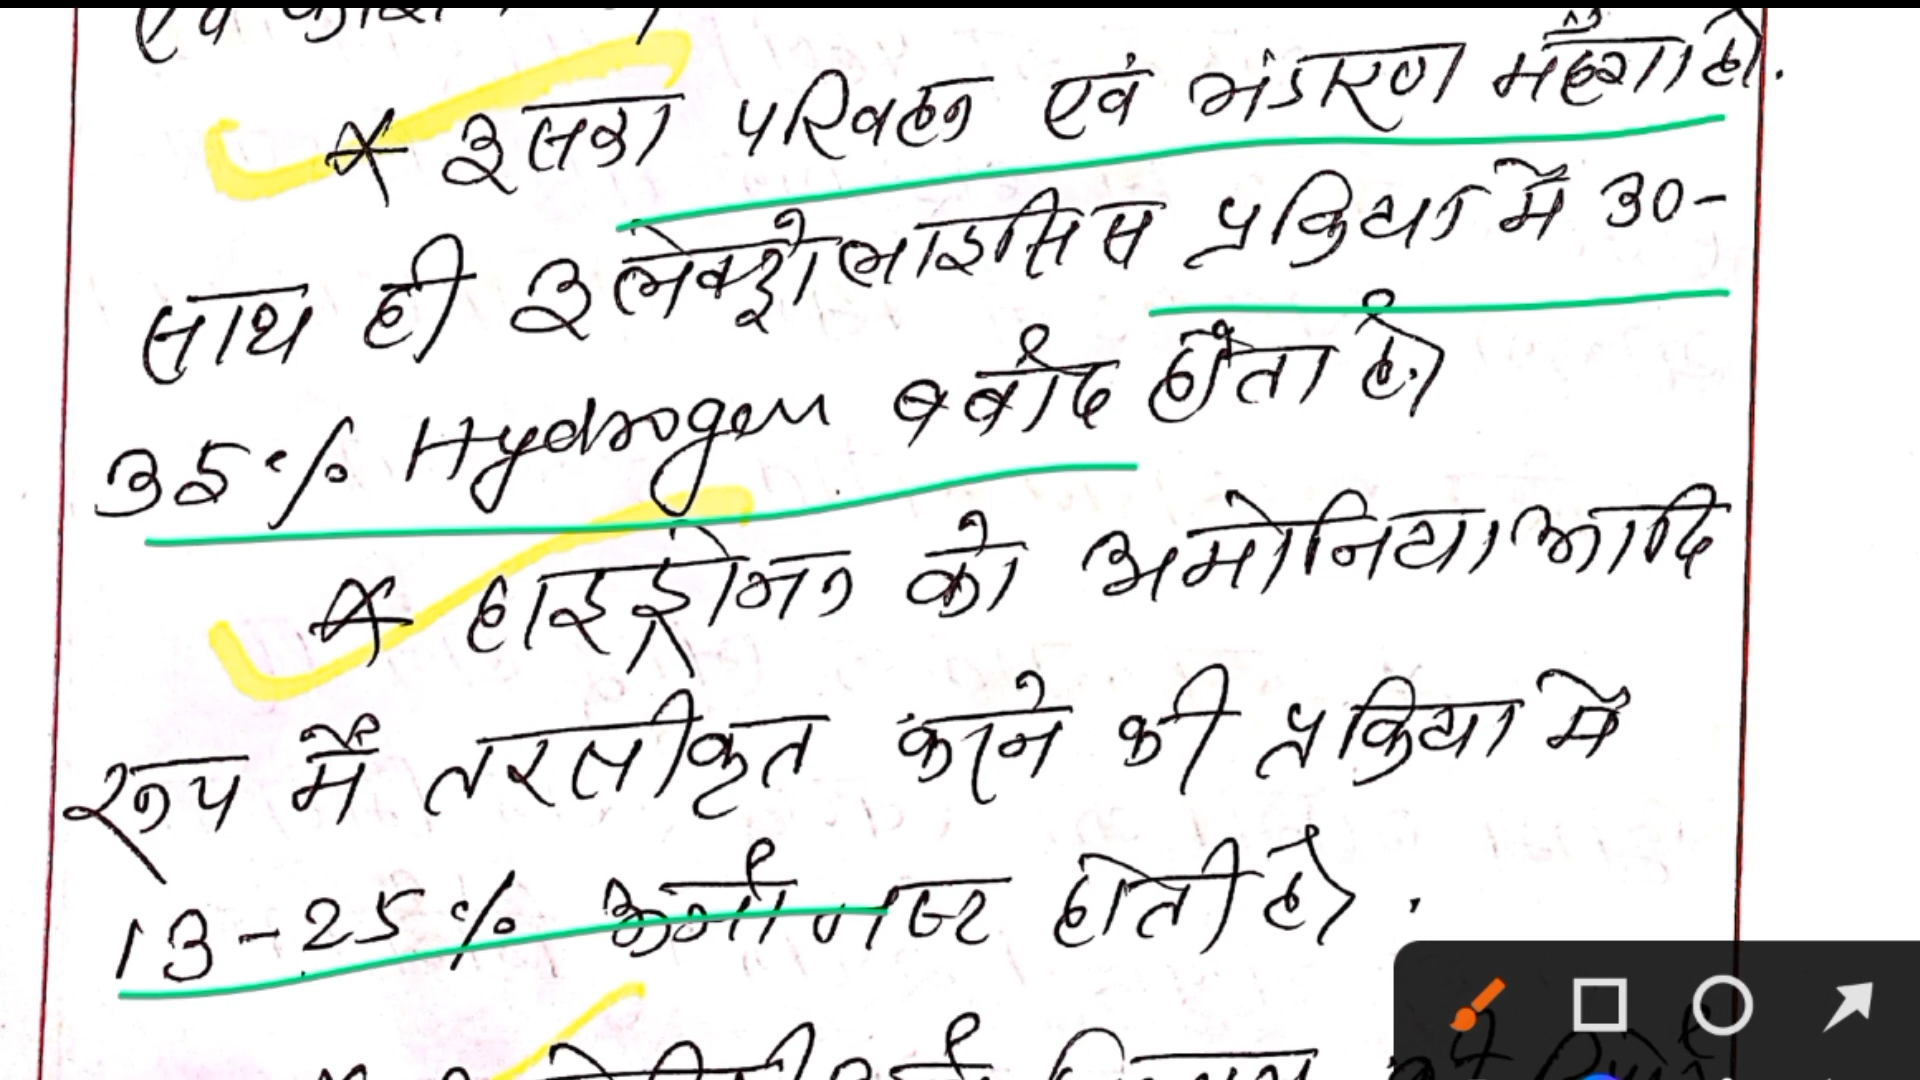 * इसका परिवहन एवं भंडारण महँगा है.
साथ ही इलेक्ट्रोलाइसिस प्रक्रिया में 30-
35% Hydrogen बर्बाद होता है।
* हाइड्रोजन को अमोनिया आदि
रूप में तरलीकृत करने की प्रक्रिया में
13-25% ऊर्जा नष्ट होती है.